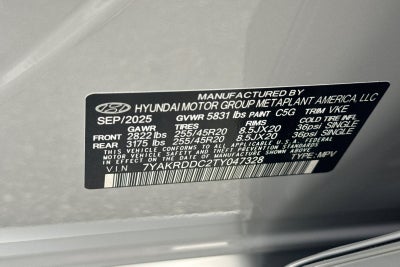 MANUFACTURED BY
HYUNDAI MOTOR GROUP METAPLANT AMERICA, LLC
SEP/2025 GVWR 5831 lbs PAINT C5G TRIM VKE
GAWR TIRES RIMS COLD TIRE INFL
FRONT 2822 lbs 255/45R20 8.5JX20 36psi SINGLE
REAR 3175 lbs 255/45R20 8.5JX20 36psi SINGLE
THIS VEHICLE CONFORMS TO ALL APPLICABLE U.S. FEDERAL
MOTOR VEHICLE SAFETY AND THEFT PREVENTION STANDARDS
IN EFFECT ON THE DATE OF MANUFACTURE SHOWN ABOVE
VIN 7YAKRDDC2TY047328 TYPE: MPV